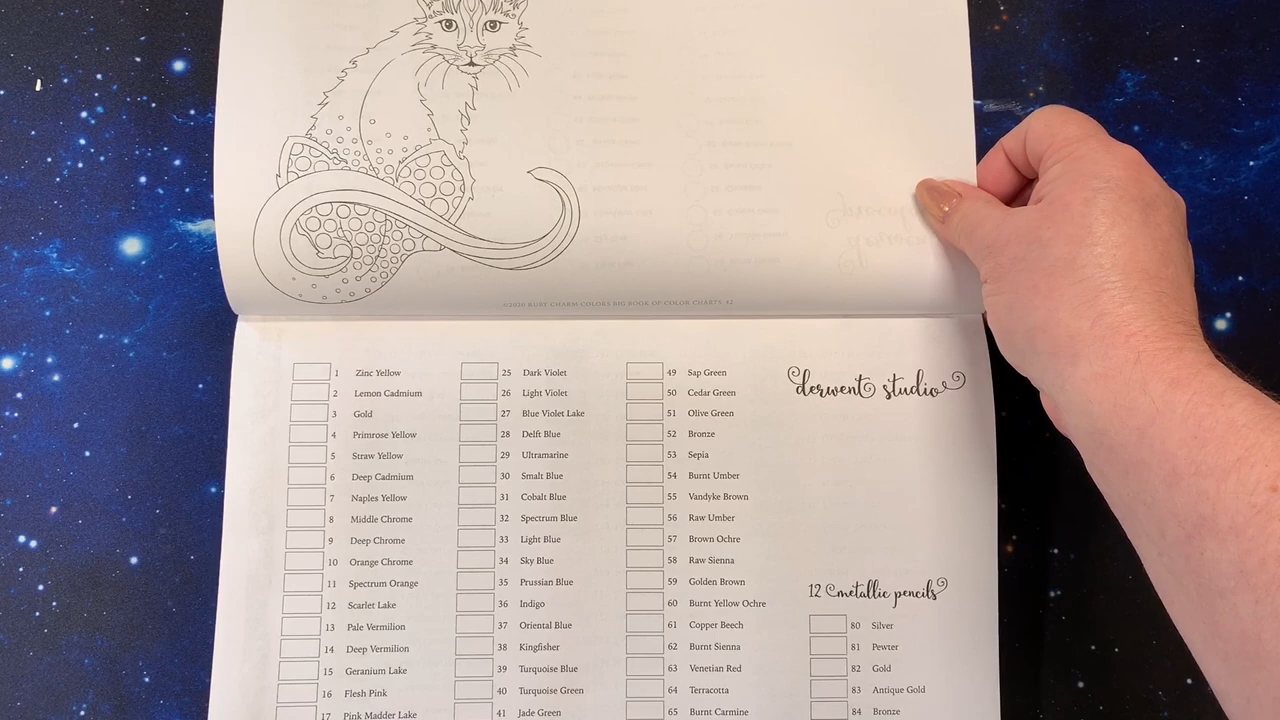 ©2020 RUBY CHARM COLORS BIG BOOK OF COLOR CHARTS 42
derwent studio
1 Zinc Yellow
2 Lemon Cadmium
3 Gold
4 Primrose Yellow
5 Straw Yellow
6 Deep Cadmium
7 Naples Yellow
8 Middle Chrome
9 Deep Chrome
10 Orange Chrome
11 Spectrum Orange
12 Scarlet Lake
13 Pale Vermilion
14 Deep Vermilion
15 Geranium Lake
16 Flesh Pink
17 Pink Madder Lake
25 Dark Violet
26 Light Violet
27 Blue Violet Lake
28 Delft Blue
29 Ultramarine
30 Smalt Blue
31 Cobalt Blue
32 Spectrum Blue
33 Light Blue
34 Sky Blue
35 Prussian Blue
36 Indigo
37 Oriental Blue
38 Kingfisher
39 Turquoise Blue
40 Turquoise Green
41 Jade Green
49 Sap Green
50 Cedar Green
51 Olive Green
52 Bronze
53 Sepia
54 Burnt Umber
55 Vandyke Brown
56 Raw Umber
57 Brown Ochre
58 Raw Sienna
59 Golden Brown
60 Burnt Yellow Ochre
61 Copper Beech
62 Burnt Sienna
63 Venetian Red
64 Terracotta
65 Burnt Carmine
12 metallic pencils
80 Silver
81 Pewter
82 Gold
83 Antique Gold
84 Bronze